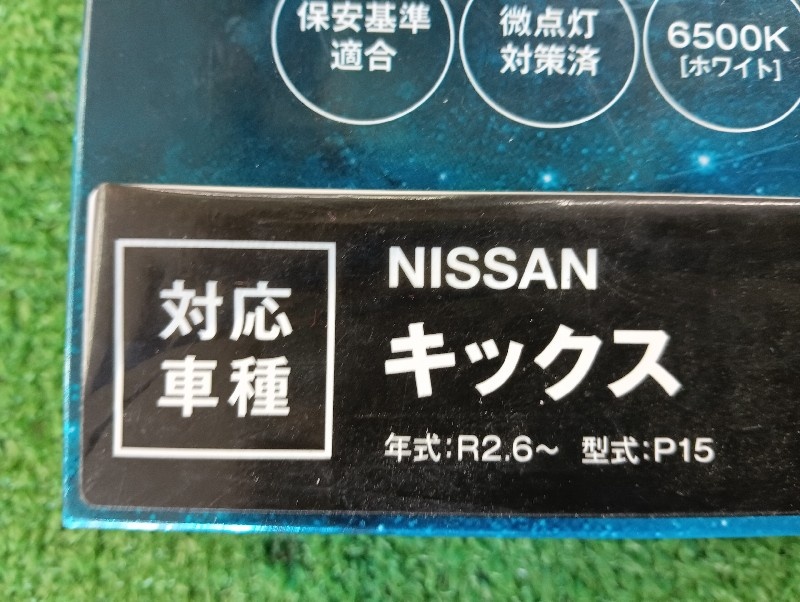 保安基準
適合
微点灯
対策済
6500K
[ホワイト]
対応
車種
NISSAN
キックス
年式:R2.6～ 型式:P15